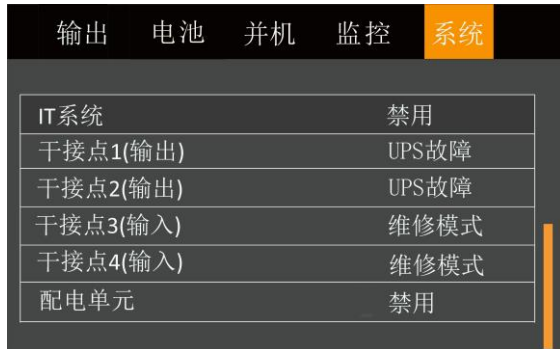 输出 电池 并机 监控 系统
IT系统 禁用
干接点1(输出) UPS故障
干接点2(输出) UPS故障
干接点3(输入) 维修模式
干接点4(输入) 维修模式
配电单元 禁用